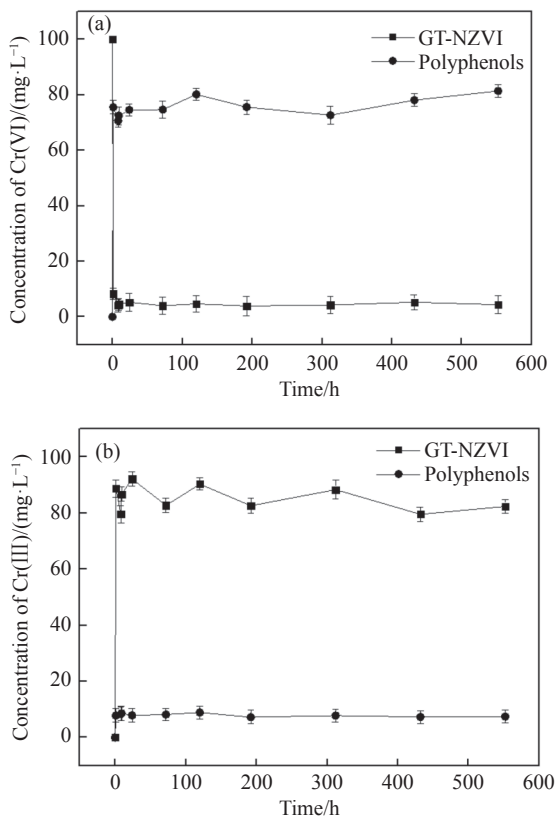 (a)
GT-NZVI
Polyphenols
100
80
60
40
20
0
Concentration of Cr(VI)/(mg·L⁻¹)
0 100 200 300 400 500 600
Time/h
(b)
GT-NZVI
Polyphenols
100
80
60
40
20
0
Concentration of Cr(Ⅲ)/(mg·L⁻¹)
0 100 200 300 400 500 600
Time/h